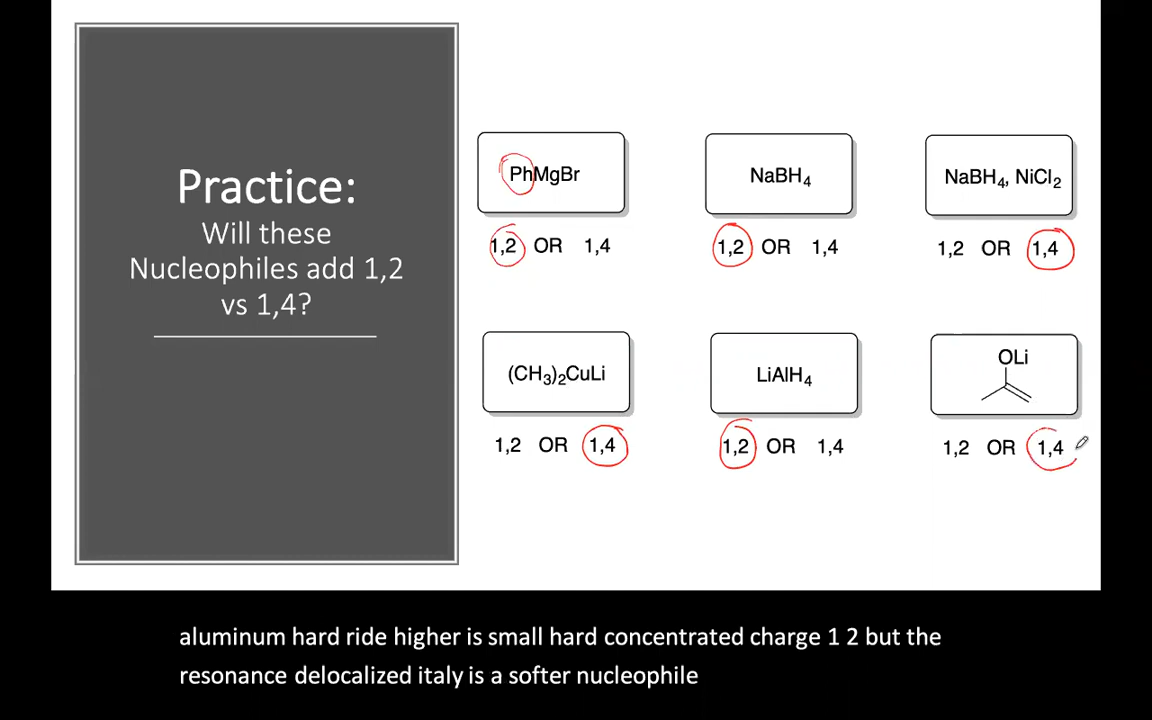 Practice:
Will these
Nucleophiles add 1,2
vs 1,4?
PhMgBr
NaBH4
NaBH4, NiCl2
1,2 OR 1,4
1,2 OR 1,4
1,2 OR 1,4
(CH3)2CuLi
LiAlH4
OLi
1,2 OR 1,4
1,2 OR 1,4
1,2 OR 1,4
aluminum hard ride higher is small hard concentrated charge 1 2 but the
resonance delocalized italy is a softer nucleophile